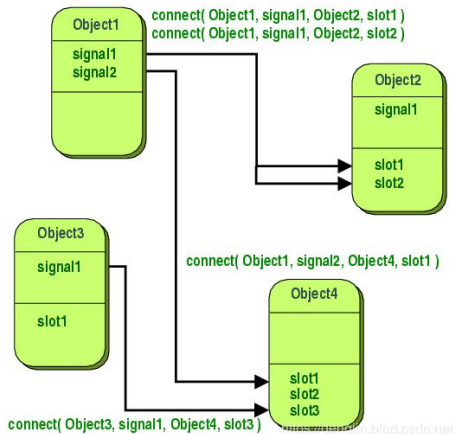 connect( Object1, signal1, Object2, slot1 )
connect( Object1, signal1, Object2, slot2 )
Object1
signal1
signal2
Object2
signal1
slot1
slot2
Object3
signal1
slot1
connect( Object1, signal2, Object4, slot1 )
Object4
slot1
slot2
slot3
connect( Object3, signal1, Object4, slot3 )